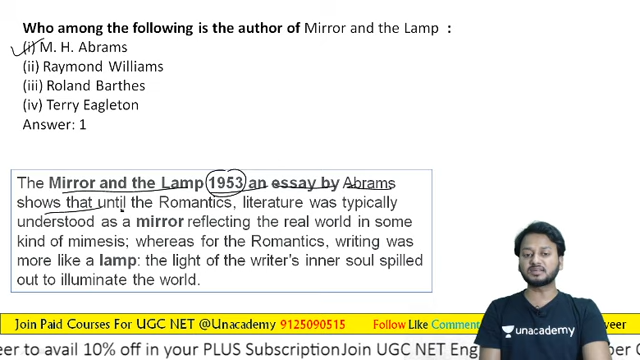 Who among the following is the author of Mirror and the Lamp :
(i) M. H. Abrams
(ii) Raymond Williams
(iii) Roland Barthes
(iv) Terry Eagleton
Answer: 1
The Mirror and the Lamp 1953 an essay by Abrams
shows that until the Romantics, literature was typically
understood as a mirror reflecting the real world in some
kind of mimesis; whereas for the Romantics, writing was
more like a lamp: the light of the writer's inner soul spilled
out to illuminate the world.
unacademy
Join Paid Courses For UGC NET @Unacademy 9125090515 Follow Like Comment
to avail 10% off in your PLUS SubscriptionJoin UGC NET